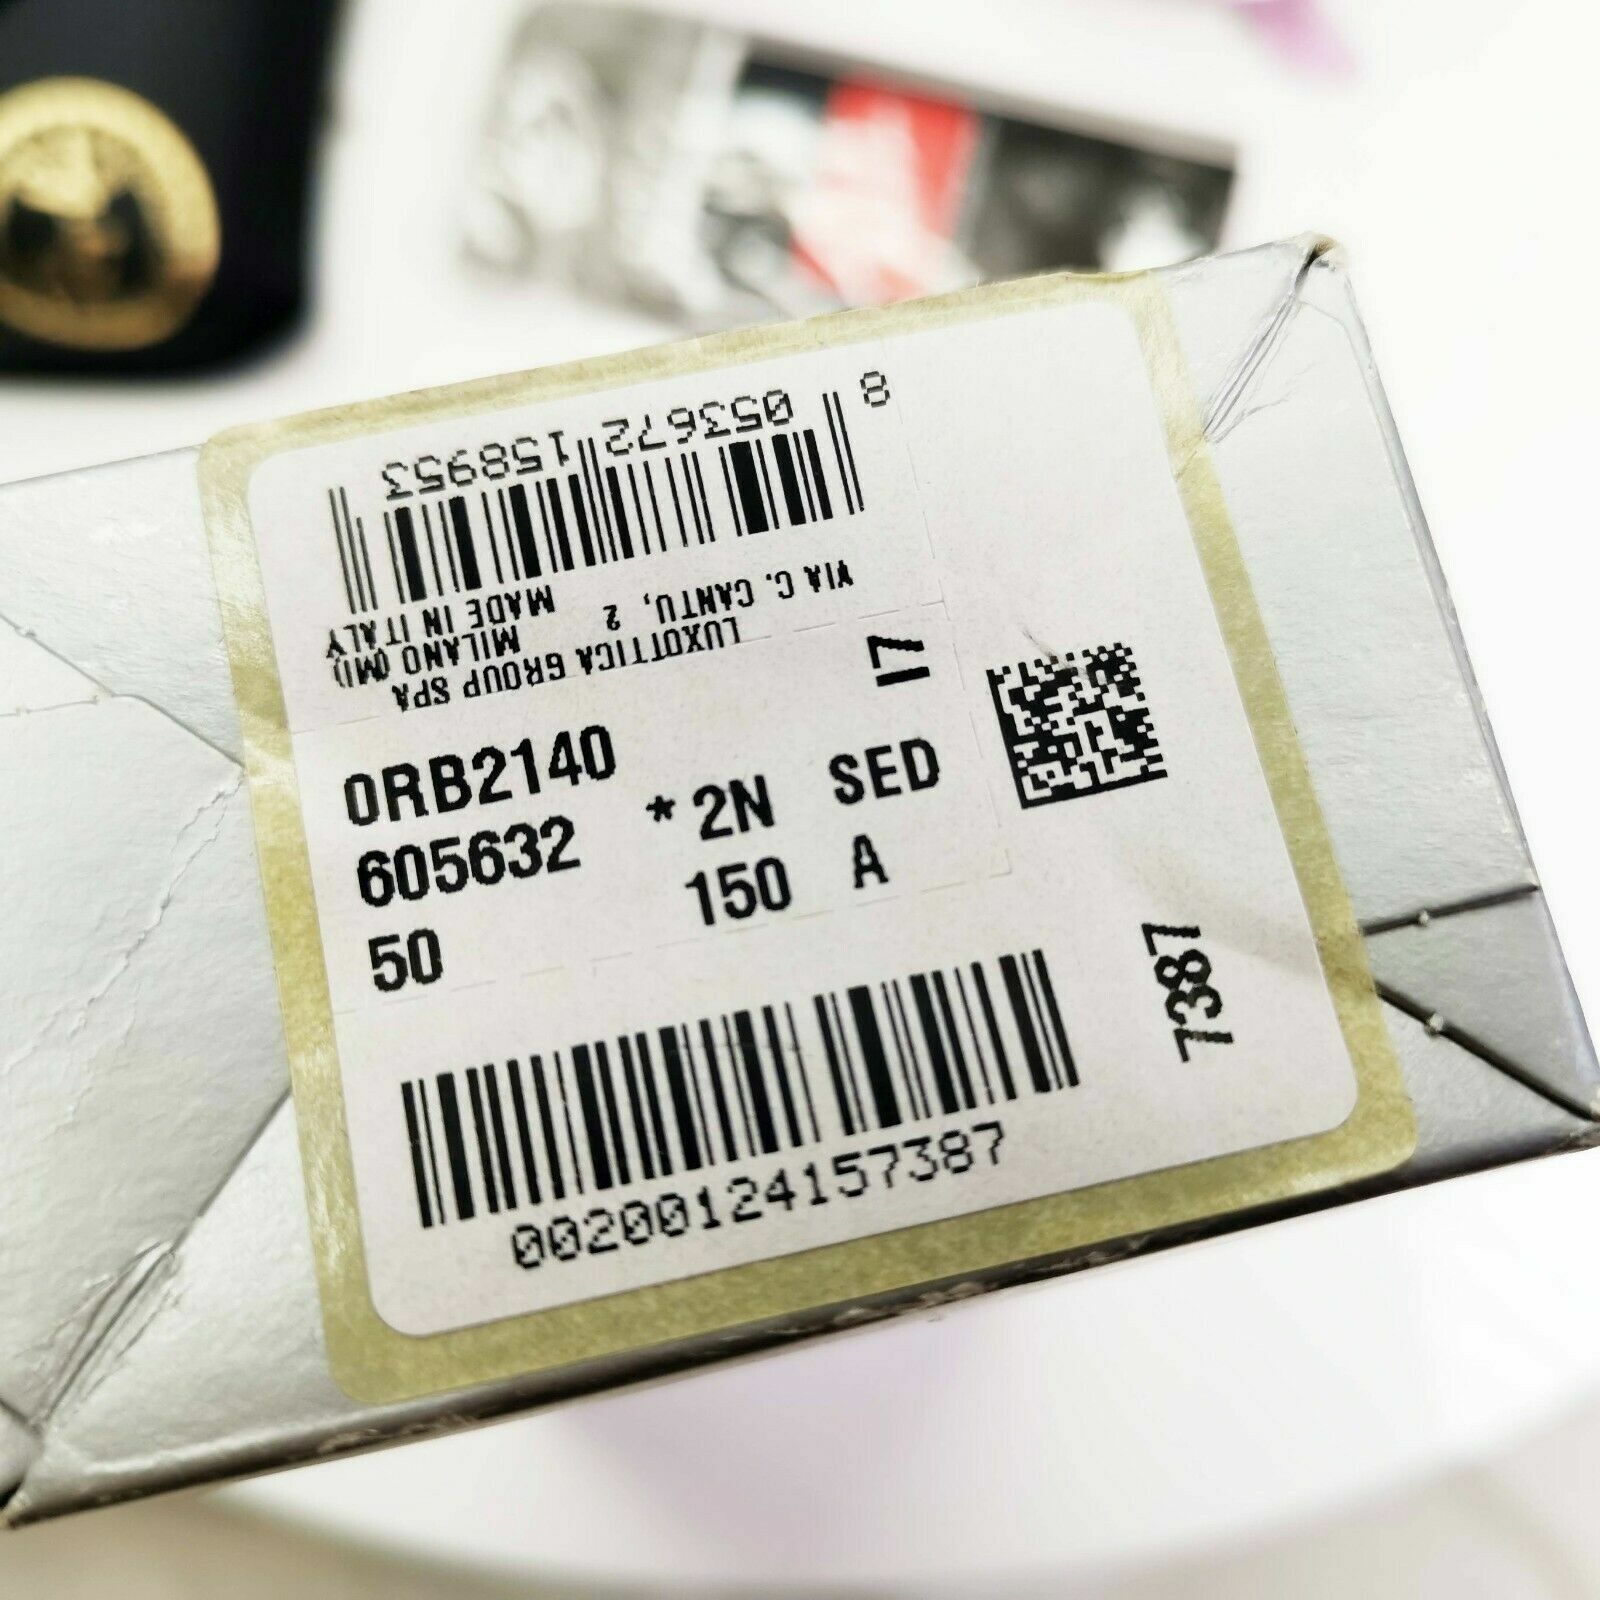 8 053672 158953
VIA C. CANTU, 2
MADE IN ITALY
MILANO (MI)
LUXOTTICA GROUP SPA
I7
0RB2140
605632 * 2N SED
50 150 A
7387
00200124157387